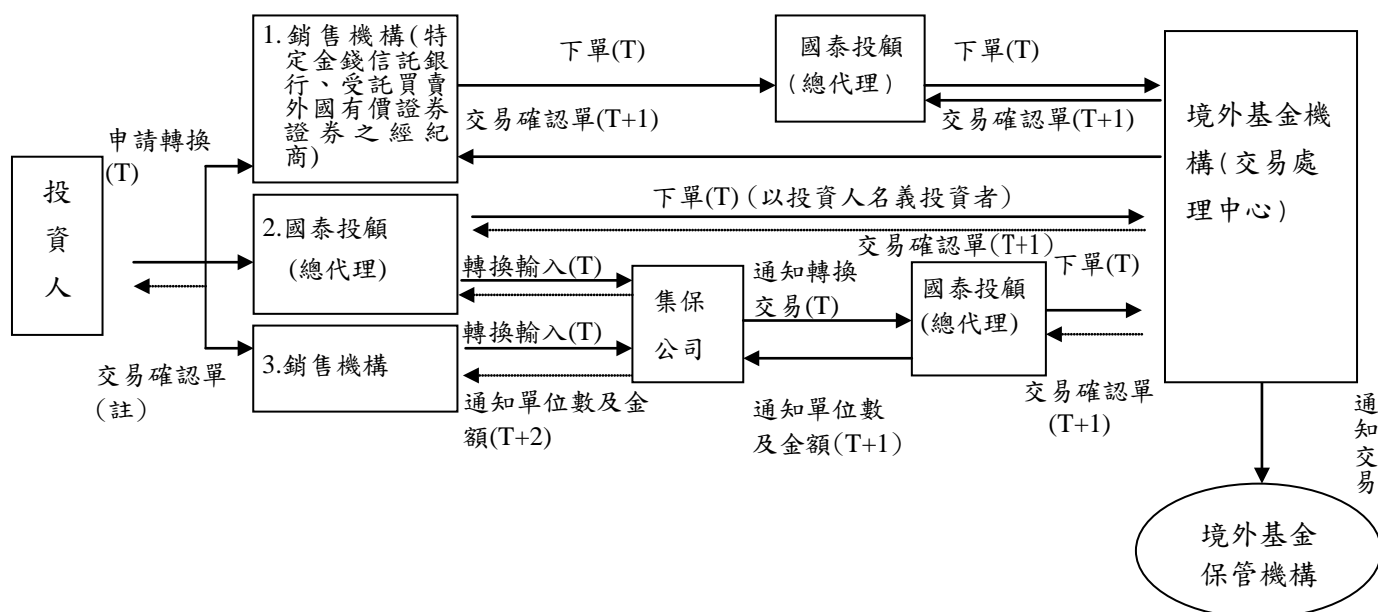 投
資
人
申請轉換
(T)
交易確認單
(註)
1.銷售機構(特
定金錢信託銀
行、受託買賣
外國有價證券
證券之經紀
商)
下單(T)
交易確認單(T+1)
國泰投顧
(總代理)
下單(T)
交易確認單(T+1)
境外基金機
構(交易處
理中心)
2.國泰投顧
(總代理)
下單(T)(以投資人名義投資者)
交易確認單(T+1)
轉換輸入(T)
3.銷售機構
轉換輸入(T)
通知單位數及金
額(T+2)
集保
公司
通知轉換
交易(T)
通知單位數
及金額(T+1)
國泰投顧
(總代理)
下單(T)
交易確認單
(T+1)
通
知
交
易
境外基金
保管機構